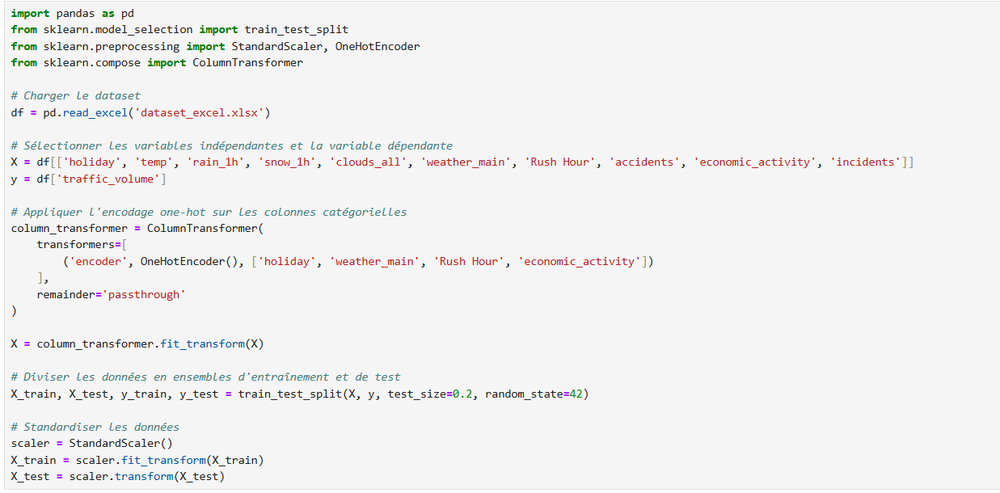 import pandas as pd
from sklearn.model_selection import train_test_split
from sklearn.preprocessing import StandardScaler, OneHotEncoder
from sklearn.compose import ColumnTransformer

# Charger le dataset
df = pd.read_excel('dataset_excel.xlsx')

# Sélectionner les variables indépendantes et la variable dépendante
X = df[['holiday', 'temp', 'rain_1h', 'snow_1h', 'clouds_all', 'weather_main', 'Rush Hour', 'accidents', 'economic_activity', 'incidents']]
y = df['traffic_volume']

# Appliquer l'encodage one-hot sur les colonnes catégorielles
column_transformer = ColumnTransformer(
    transformers=[
        ('encoder', OneHotEncoder(), ['holiday', 'weather_main', 'Rush Hour', 'economic_activity'])
    ],
    remainder='passthrough'
)

X = column_transformer.fit_transform(X)

# Diviser les données en ensembles d'entraînement et de test
X_train, X_test, y_train, y_test = train_test_split(X, y, test_size=0.2, random_state=42)

# Standardiser les données
scaler = StandardScaler()
X_train = scaler.fit_transform(X_train)
X_test = scaler.transform(X_test)